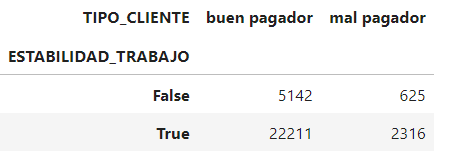 TIPO_CLIENTE buen pagador mal pagador
ESTABILIDAD_TRABAJO
False 5142 625
True 22211 2316